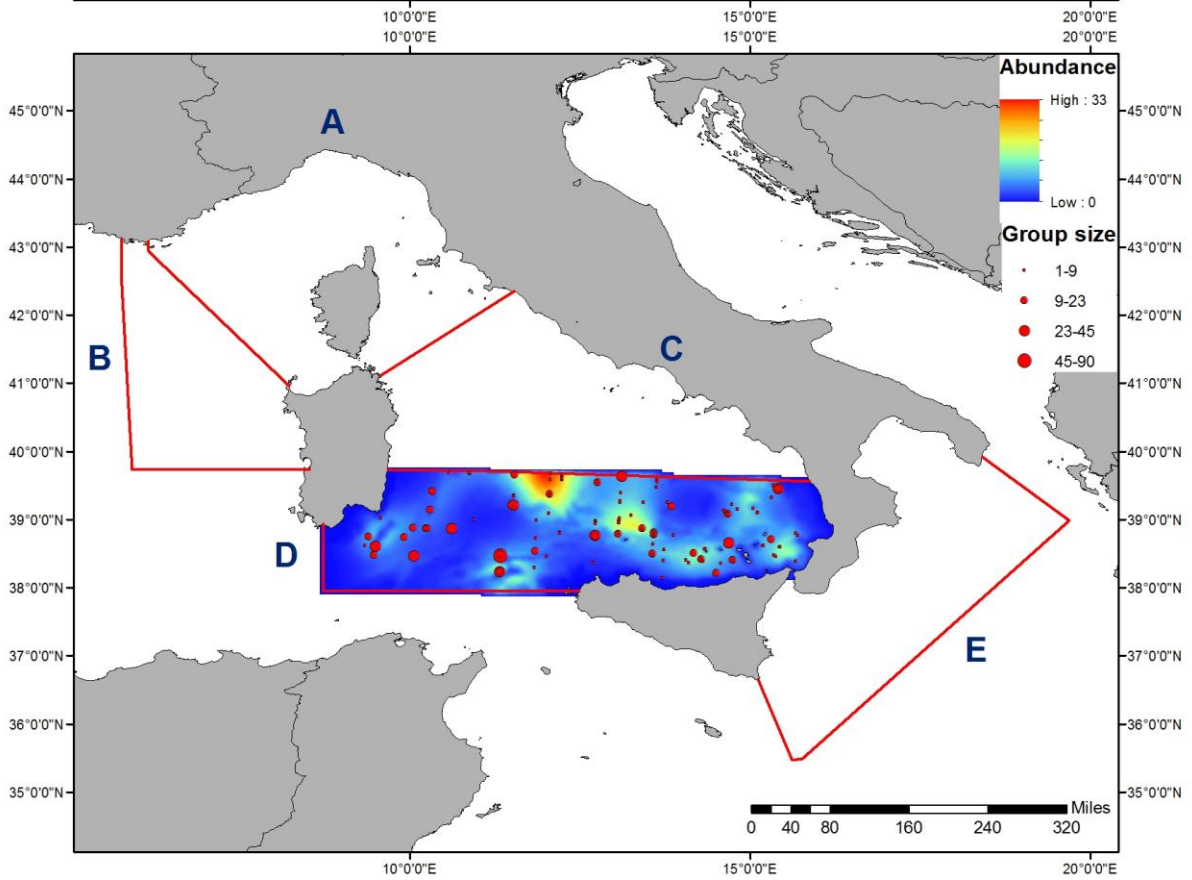 10°0'0"E 15°0'0"E 20°0'0"E
10°0'0"E 15°0'0"E 20°0'0"E
Abundance
High : 33
Low : 0
Group size
1-9
9-23
23-45
45-90
45°0'0"N 45°0'0"N
44°0'0"N 44°0'0"N
43°0'0"N 43°0'0"N
42°0'0"N 42°0'0"N
41°0'0"N 41°0'0"N
40°0'0"N 40°0'0"N
39°0'0"N 39°0'0"N
38°0'0"N 38°0'0"N
37°0'0"N 37°0'0"N
36°0'0"N 36°0'0"N
35°0'0"N 35°0'0"N
A
B
C
D
E
Miles
0 40 80 160 240 320
10°0'0"E 15°0'0"E 20°0'0"E